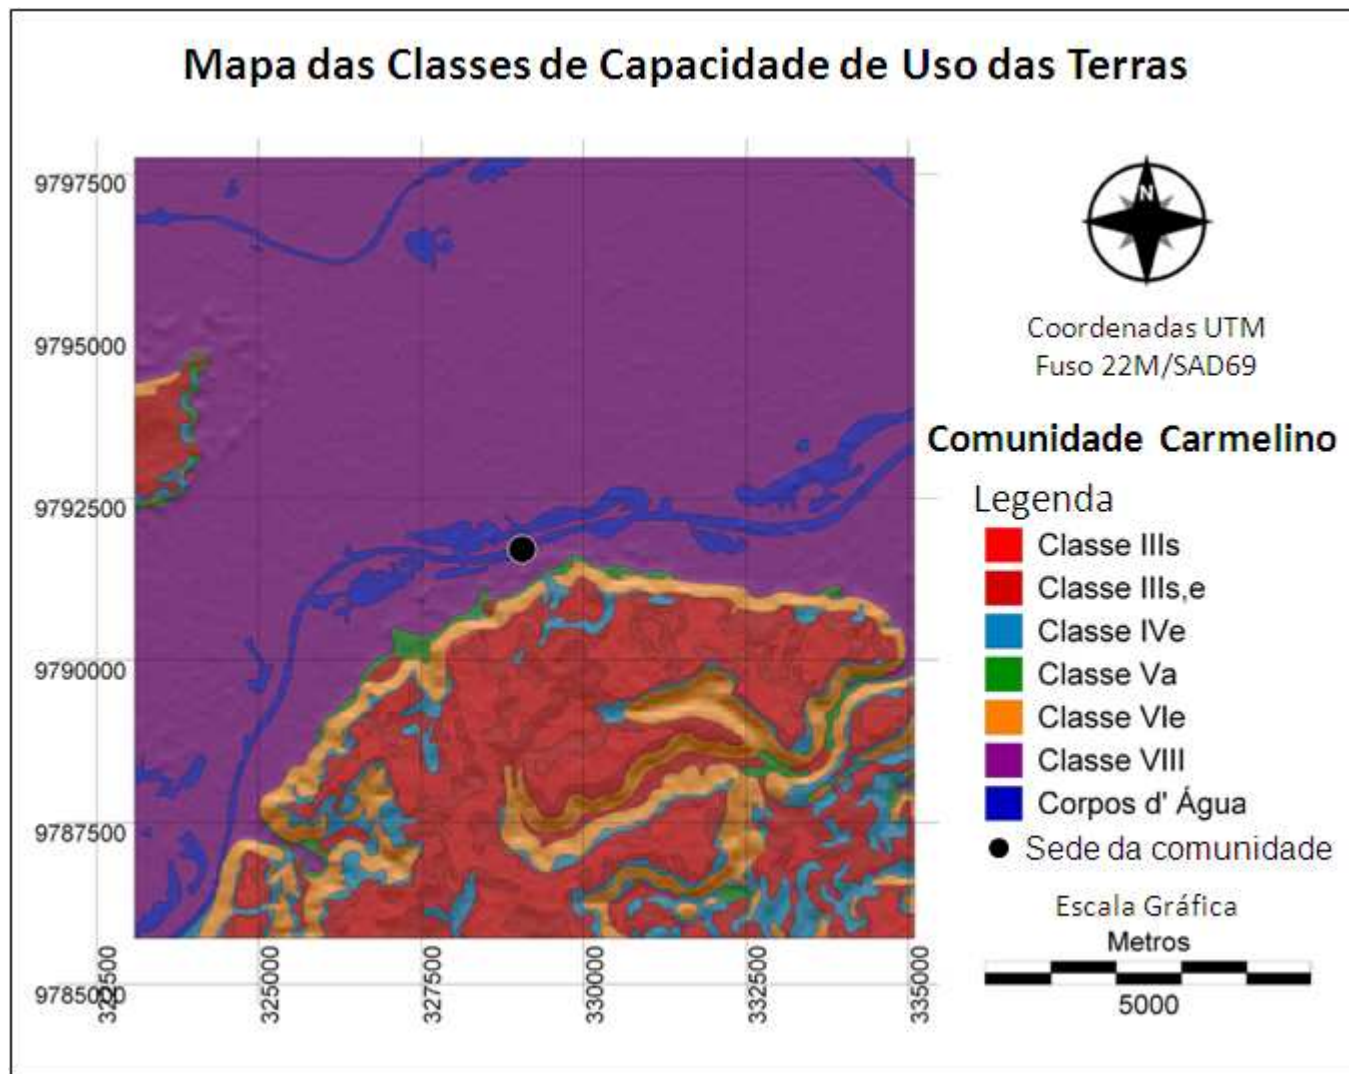 Mapa das Classes de Capacidade de Uso das Terras
9797500
9795000
9792500
9790000
9787500
9785000
322500
325000
327500
330000
332500
335000
N
Coordenadas UTM
Fuso 22M/SAD69
Comunidade Carmelino
Legenda
Classe IIIs
Classe IIIs,e
Classe IVe
Classe Va
Classe VIe
Classe VIII
Corpos d' Água
Sede da comunidade
Escala Gráfica
Metros
5000